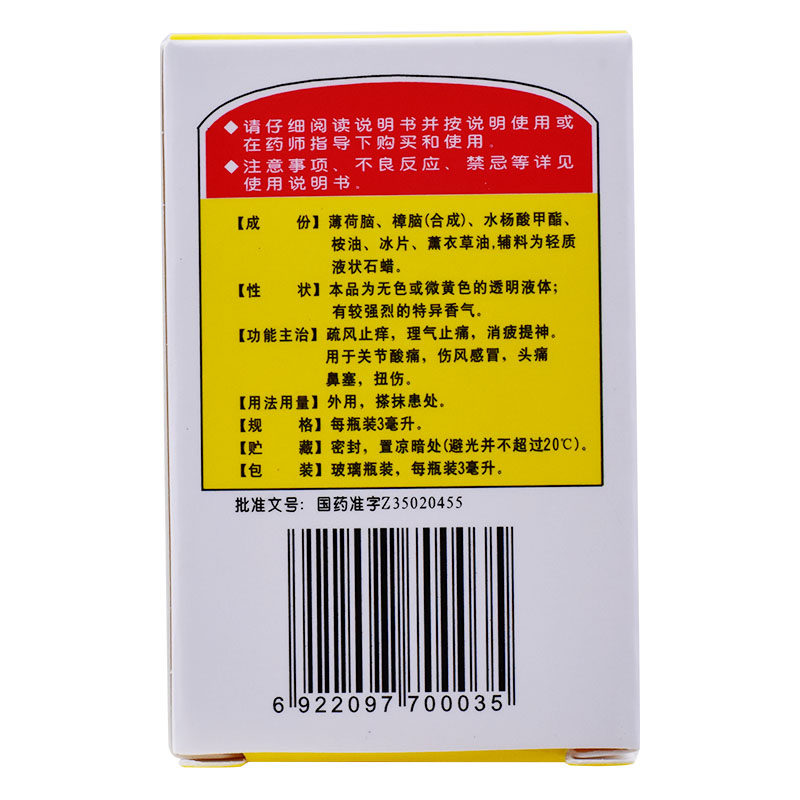 ◆请仔细阅读说明书并按说明使用或
在药师指导下购买和使用。
◆注意事项、不良反应、禁忌等详见
使用说明书。
【成 份】薄荷脑、樟脑(合成)、水杨酸甲酯、
桉油、冰片、薰衣草油,辅料为轻质
液状石蜡。
【性 状】本品为无色或微黄色的透明液体;
有较强烈的特异香气。
【功能主治】疏风止痒，理气止痛，消疲提神。
用于关节酸痛，伤风感冒，头痛
鼻塞，扭伤。
【用法用量】外用，搽抹患处。
【规 格】每瓶装3毫升。
【贮 藏】密封，置凉暗处(避光并不超过20℃)。
【包 装】玻璃瓶装，每瓶装3毫升。
批准文号：国药准字Z35020455
6 922097 700035